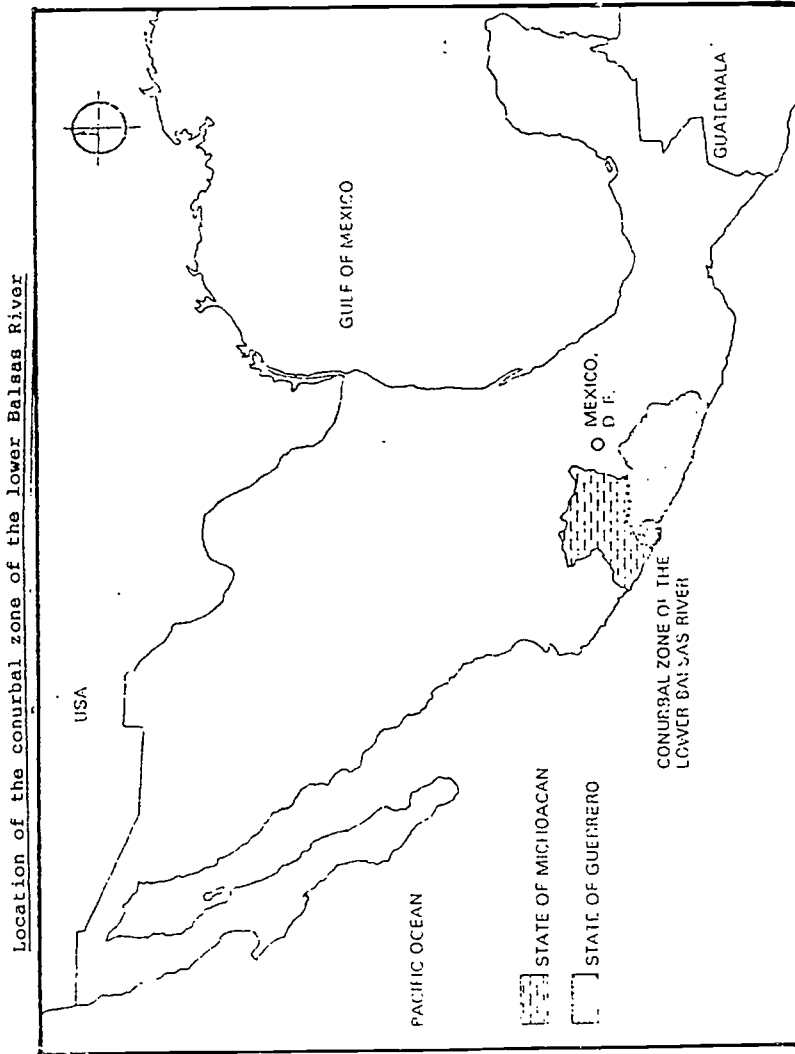 Location of the conurbal zone of the lower Balsas River
USA
GULF OF MEXICO
MEXICO,
D F.
GUATEMALA
CONURBAL ZONE OF THE
LOWER BALSAS RIVER
PACIFIC OCEAN
STATE OF MICHOACAN
STATE OF GUERRERO